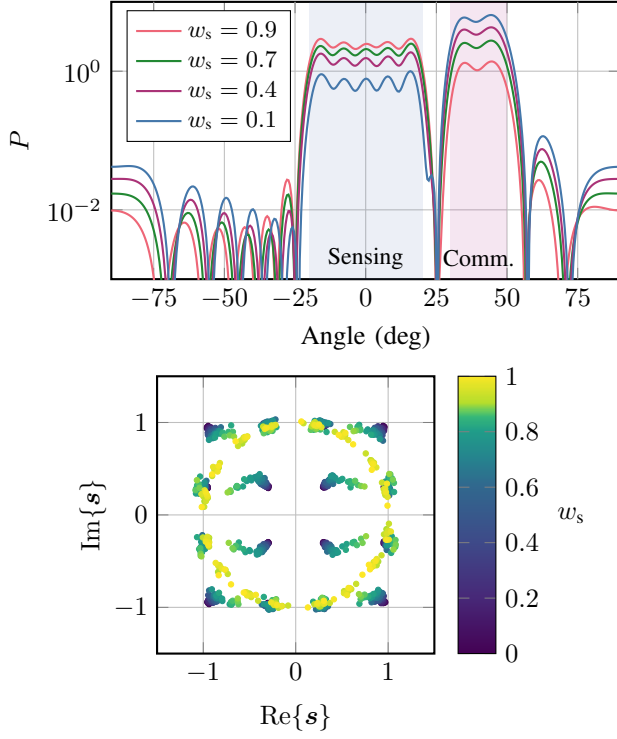 w_s = 0.9
w_s = 0.7
w_s = 0.4
w_s = 0.1
10^0
10^{-2}
P
Sensing
Comm.
−75
−50
−25
0
25
50
75
Angle (deg)
1
0
−1
Im{s}
−1
0
1
Re{s}
1
0.8
0.6
0.4
0.2
0
w_s